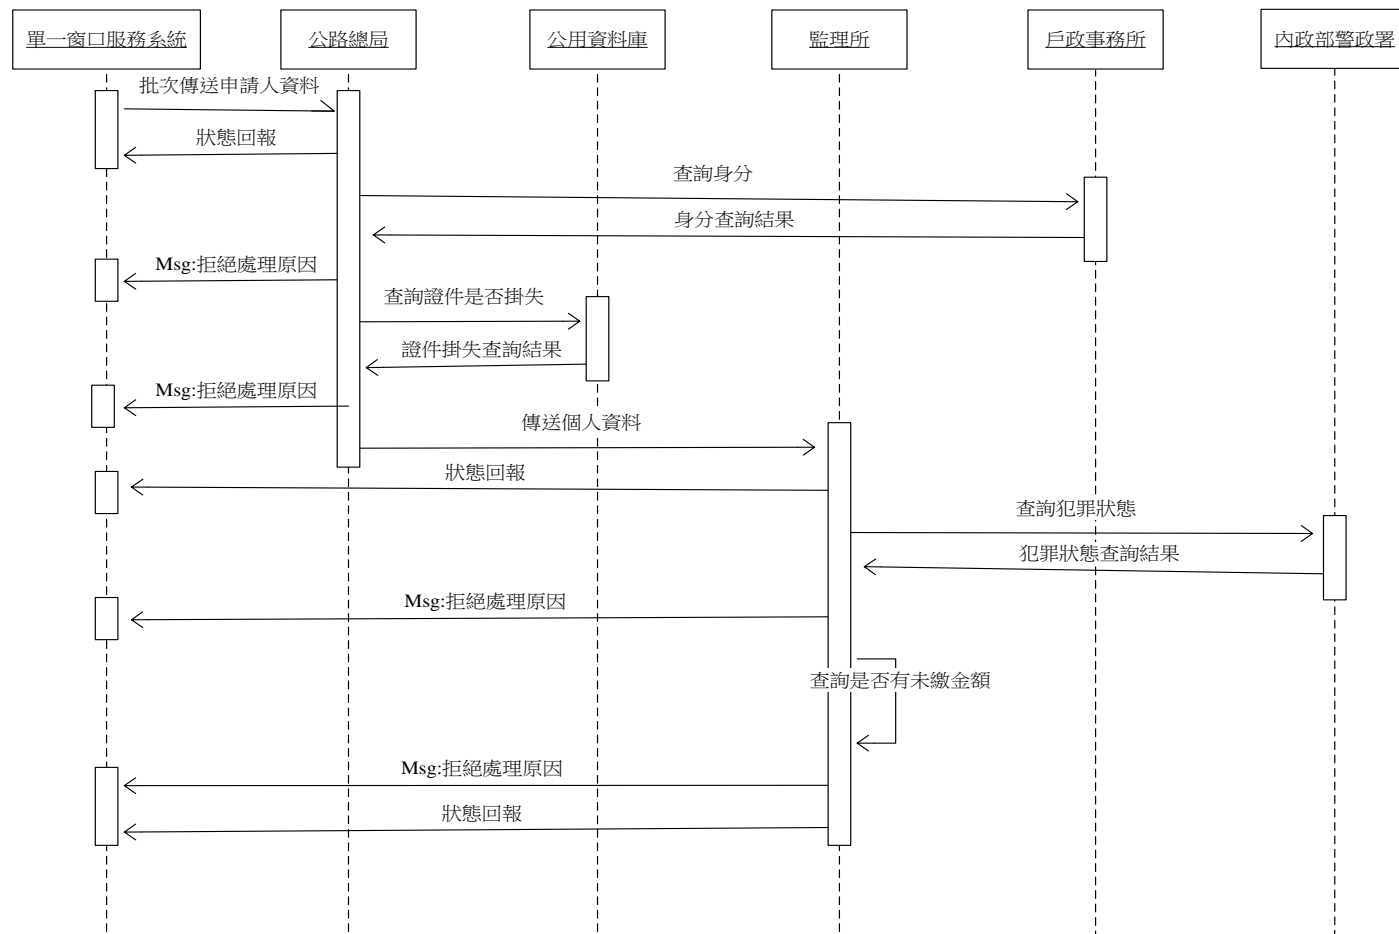 單一窗口服務系統
公路總局
公用資料庫
監理所
戶政事務所
內政部警政署
批次傳送申請人資料
狀態回報
查詢身分
身分查詢結果
Msg:拒絕處理原因
查詢證件是否掛失
證件掛失查詢結果
Msg:拒絕處理原因
傳送個人資料
狀態回報
查詢犯罪狀態
犯罪狀態查詢結果
Msg:拒絕處理原因
查詢是否有未繳金額
Msg:拒絕處理原因
狀態回報